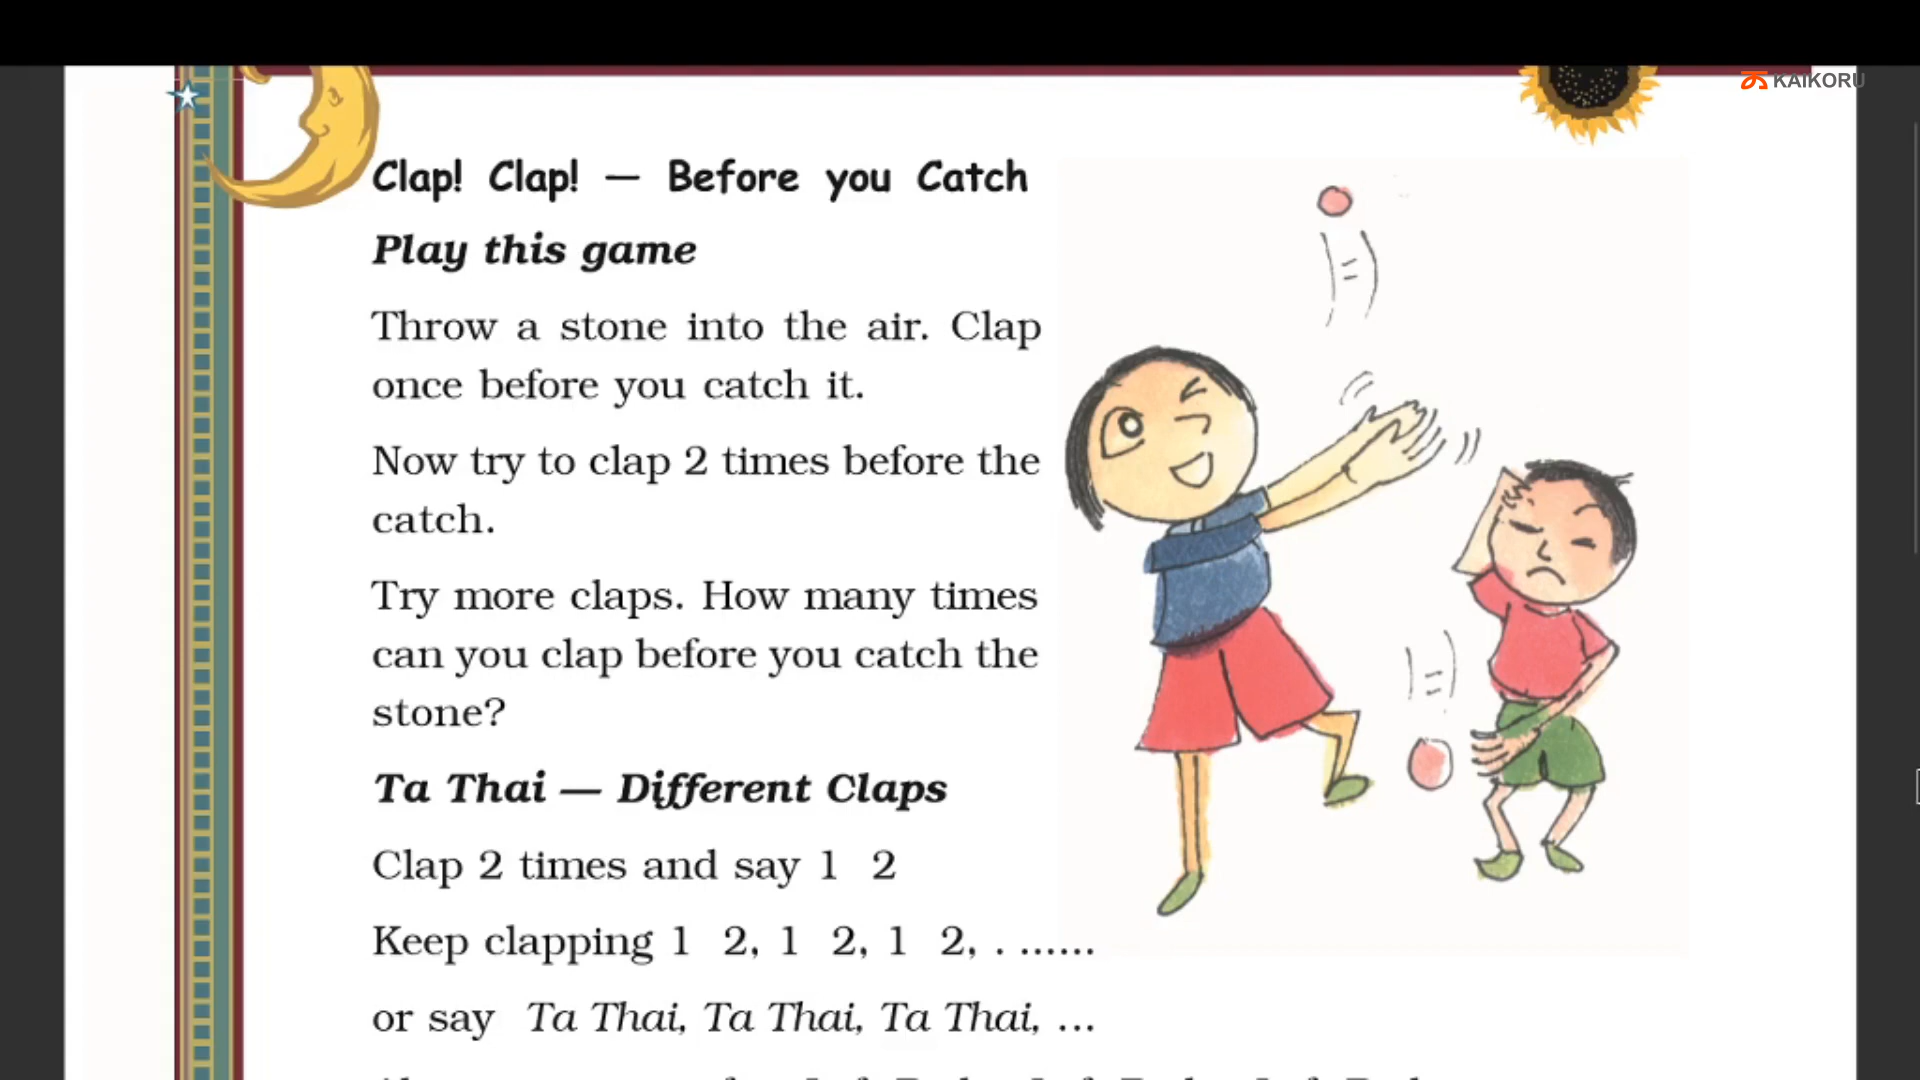 KAIKORU
Clap! Clap! — Before you Catch
Play this game
Throw a stone into the air. Clap
once before you catch it.
Now try to clap 2 times before the
catch.
Try more claps. How many times
can you clap before you catch the
stone?
Ta Thai — Different Claps
Clap 2 times and say 1 2
Keep clapping 1 2, 1 2, 1 2, . ......
or say Ta Thai, Ta Thai, Ta Thai, ...